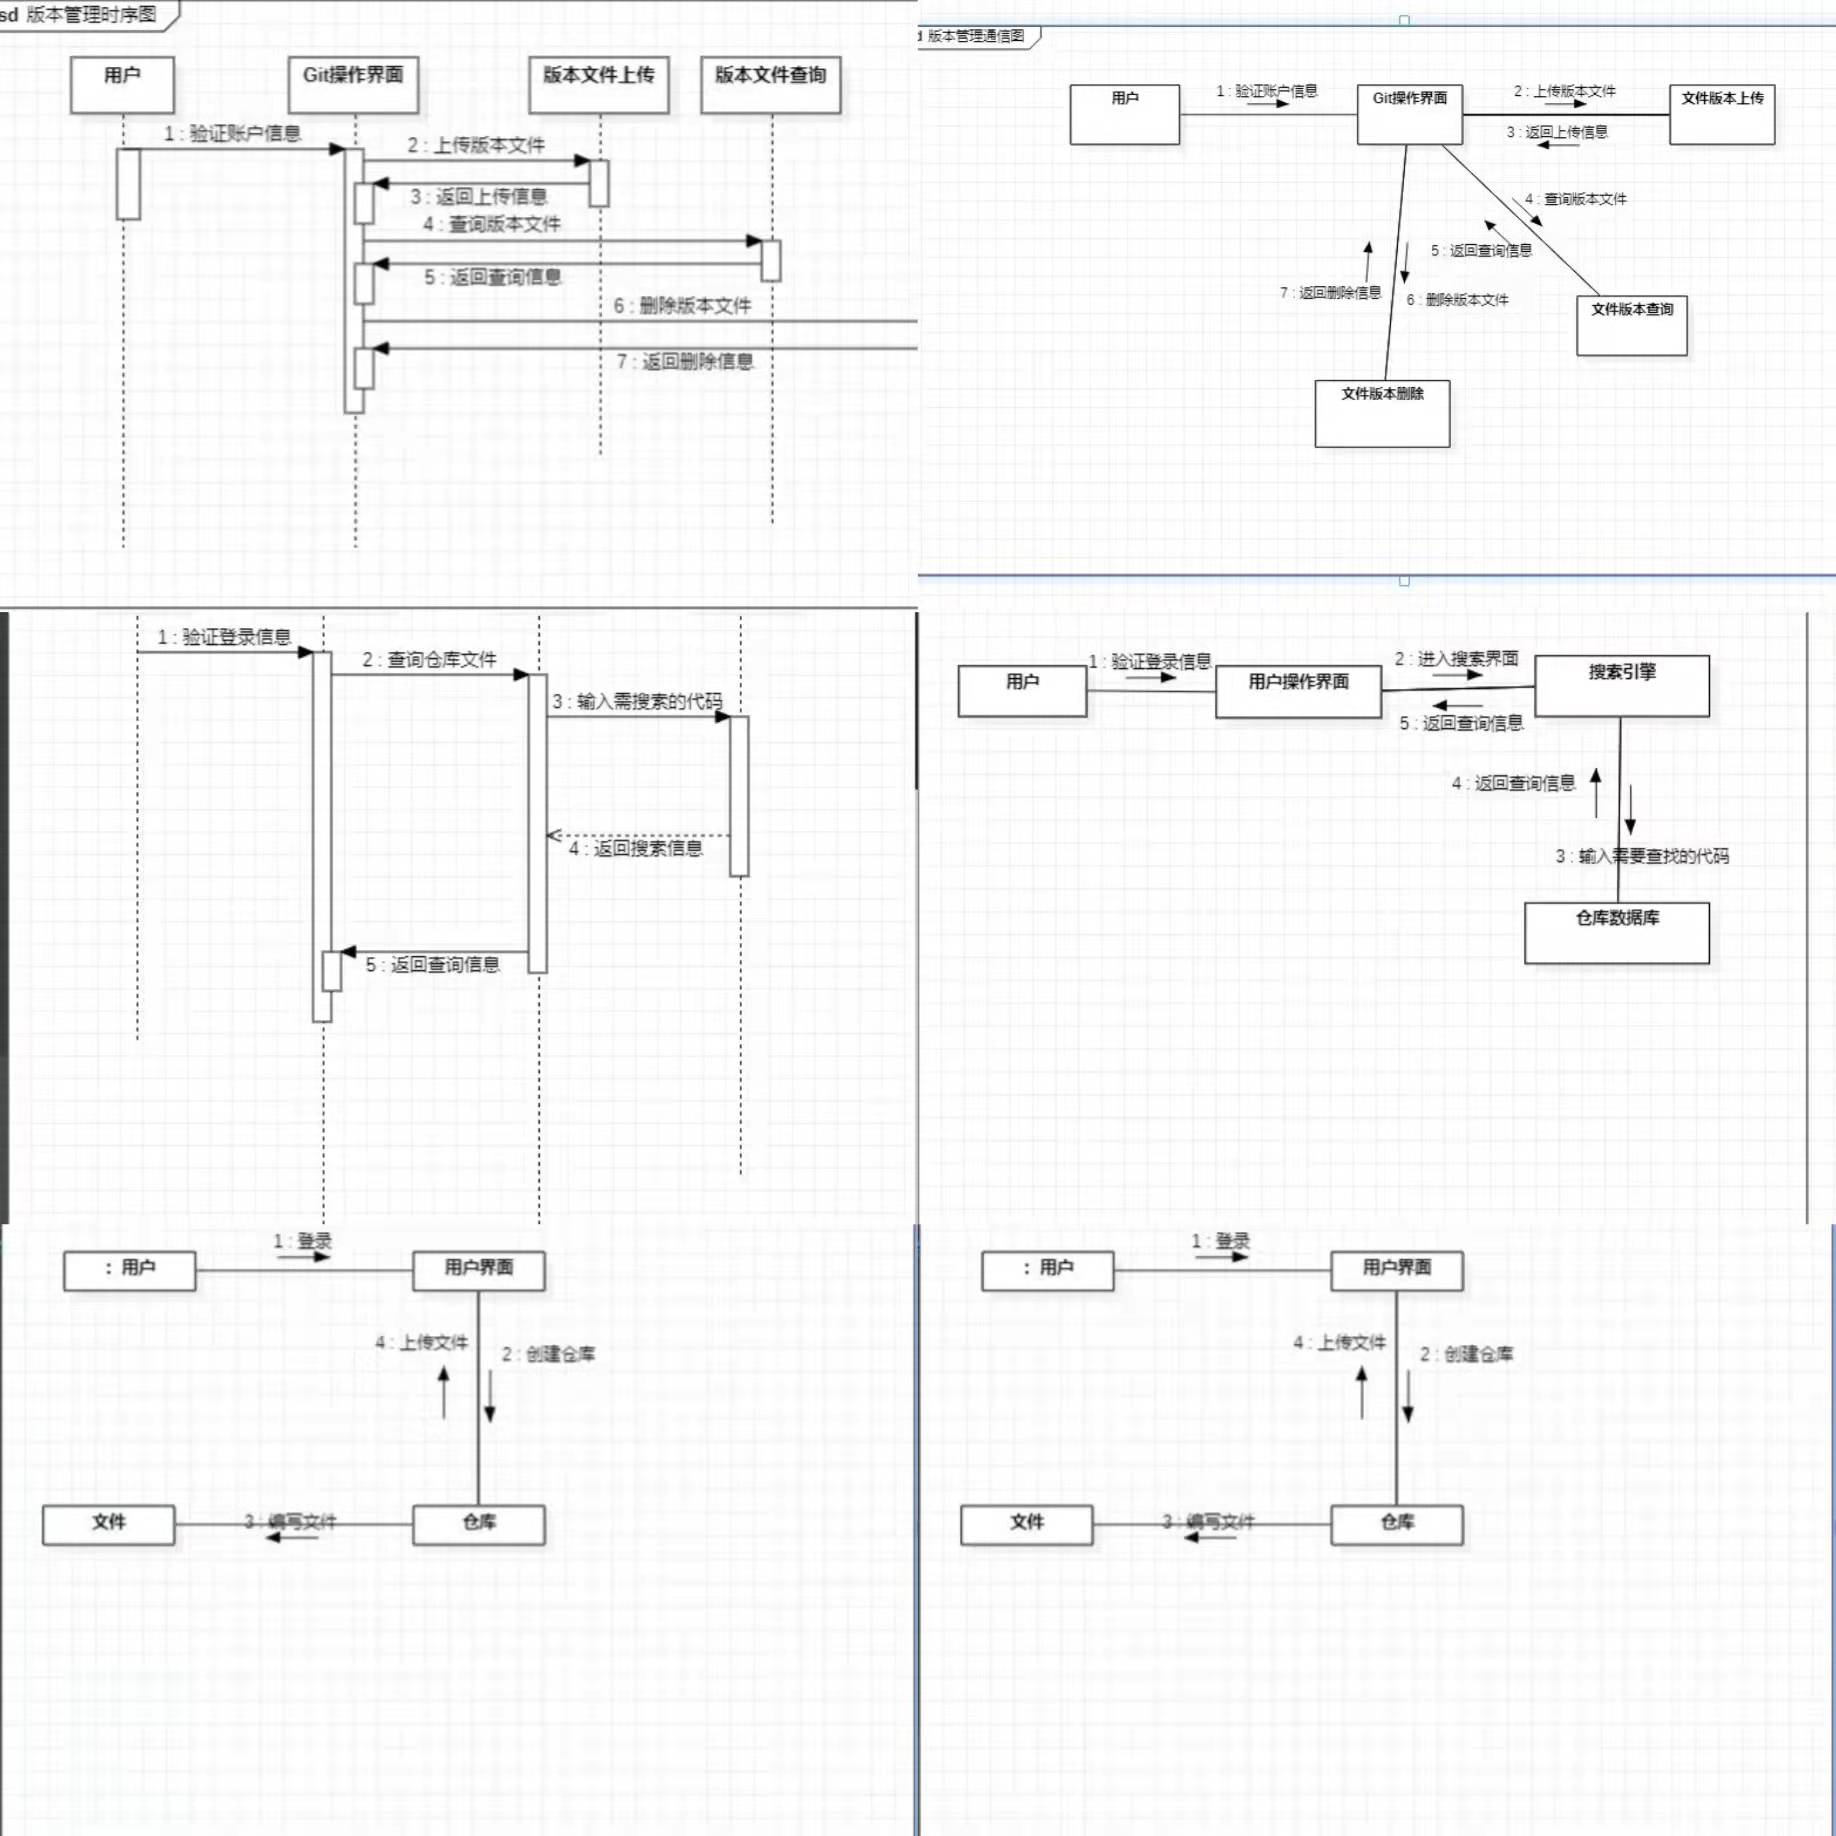 sd 版本管理时序图
用户
Git操作界面
版本文件上传
版本文件查询
1 : 验证账户信息
2 : 上传版本文件
3 : 返回上传信息
4 : 查询版本文件
5 : 返回查询信息
6 : 删除版本文件
7 : 返回删除信息
版本管理通信图
用户
1 : 验证账户信息
Git操作界面
2 : 上传版本文件
文件版本上传
3 : 返回上传信息
4 : 查询版本文件
5 : 返回查询信息
7 : 返回删除信息
6 : 删除版本文件
文件版本查询
文件版本删除
1 : 验证登录信息
2 : 查询仓库文件
3 : 输入需搜索的代码
4 : 返回搜索信息
5 : 返回查询信息
用户
1 : 验证登录信息
用户操作界面
2 : 进入搜索界面
搜索引擎
5 : 返回查询信息
4 : 返回查询信息
3 : 输入需要查找的代码
仓库数据库
1 : 登录
： 用户
用户界面
4 : 上传文件
2 : 创建仓库
文件
3 : 编写文件
仓库
1 : 登录
： 用户
用户界面
4 : 上传文件
2 : 创建仓库
文件
3 : 编写文件
仓库